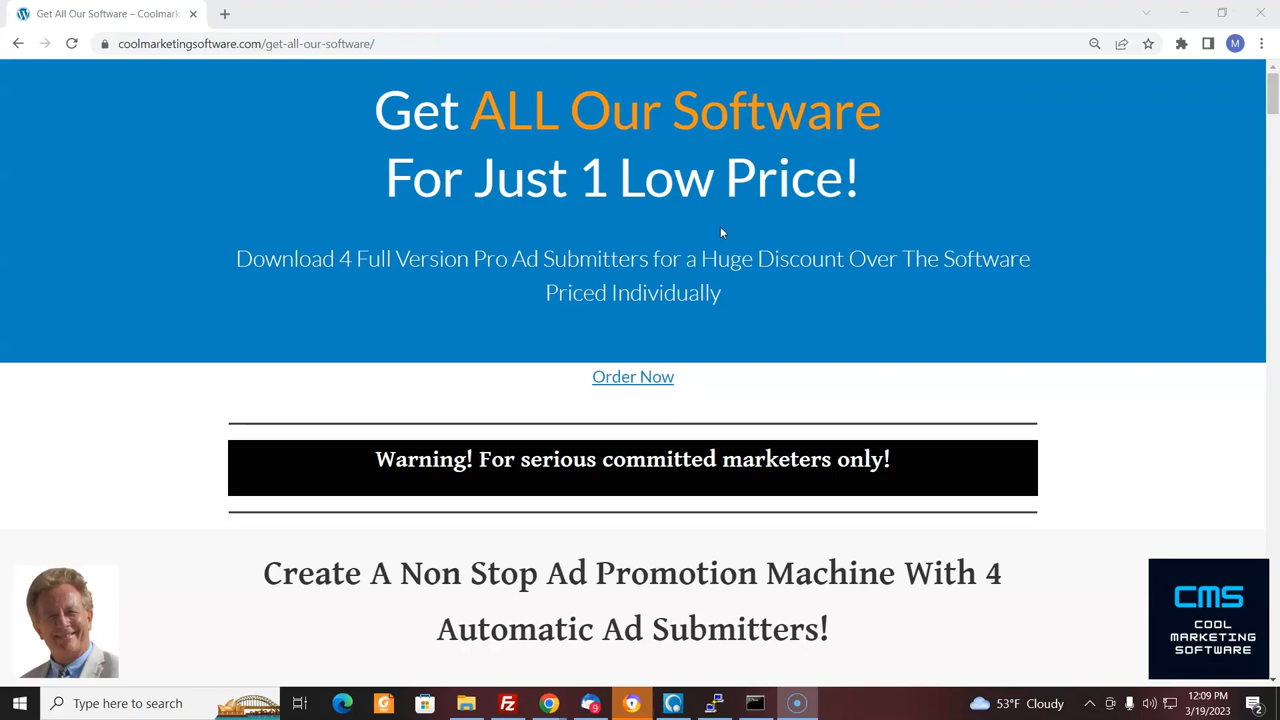 Get All Our Software – Coolmark
coolmarketingsoftware.com/get-all-our-software/
M
Get ALL Our Software
For Just 1 Low Price!
Download 4 Full Version Pro Ad Submitters for a Huge Discount Over The Software
Priced Individually
Order Now
Warning! For serious committed marketers only!
Create A Non Stop Ad Promotion Machine With 4
Automatic Ad Submitters!
CMS
COOL
MARKETING
SOFTWARE
Type here to search
9
53°F Cloudy
12:09 PM
3/19/2023
2